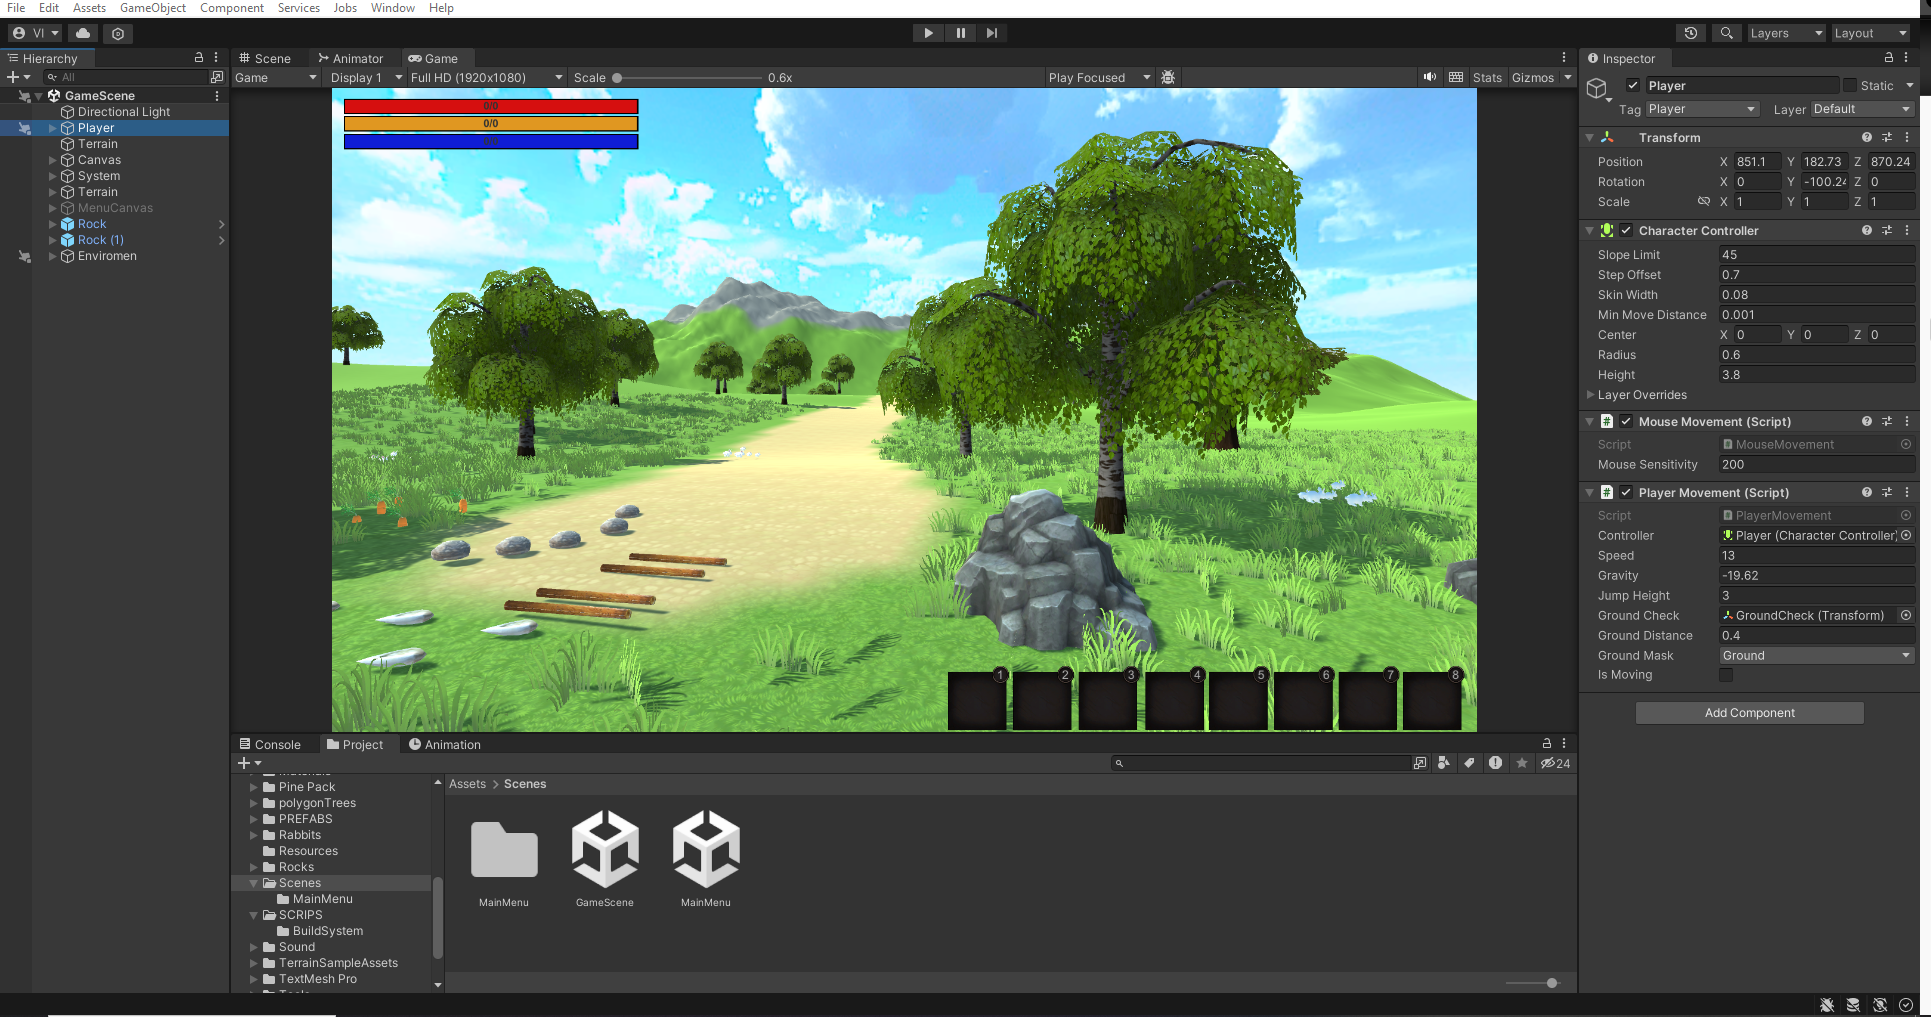 File Edit Assets GameObject Component Services Jobs Window Help
VI
Layers Layout
Hierarchy
All
GameScene
Directional Light
Player
Terrain
Canvas
System
Terrain
MenuCanvas
Rock
Rock (1)
Enviromen
Scene Animator Game
Game Display 1 Full HD (1920x1080) Scale 0.6x Play Focused Stats Gizmos
0/0
0/0
1 2 3 4 5 6 7 8
Console Project Animation
24
Pine Pack
polygonTrees
PREFABS
Rabbits
Resources
Rocks
Scenes
MainMenu
SCRIPS
BuildSystem
Sound
TerrainSampleAssets
TextMesh Pro
Assets > Scenes
MainMenu GameScene MainMenu
Inspector
Player Static
Tag Player Layer Default
Transform
Position X 851.1 Y 182.73 Z 870.24
Rotation X 0 Y -100.24 Z 0
Scale X 1 Y 1 Z 1
Character Controller
Slope Limit 45
Step Offset 0.7
Skin Width 0.08
Min Move Distance 0.001
Center X 0 Y 0 Z 0
Radius 0.6
Height 3.8
Layer Overrides
Mouse Movement (Script)
Script MouseMovement
Mouse Sensitivity 200
Player Movement (Script)
Script PlayerMovement
Controller Player (Character Controller)
Speed 13
Gravity -19.62
Jump Height 3
Ground Check GroundCheck (Transform)
Ground Distance 0.4
Ground Mask Ground
Is Moving
Add Component